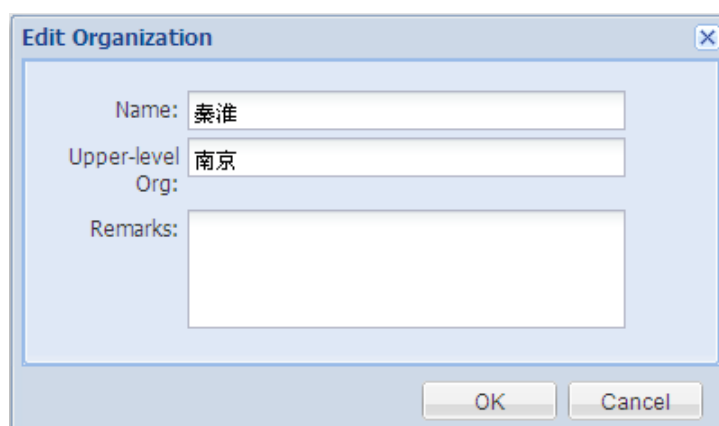 Edit Organization
Name: 秦淮
Upper-level Org: 南京
Remarks:
OK Cancel